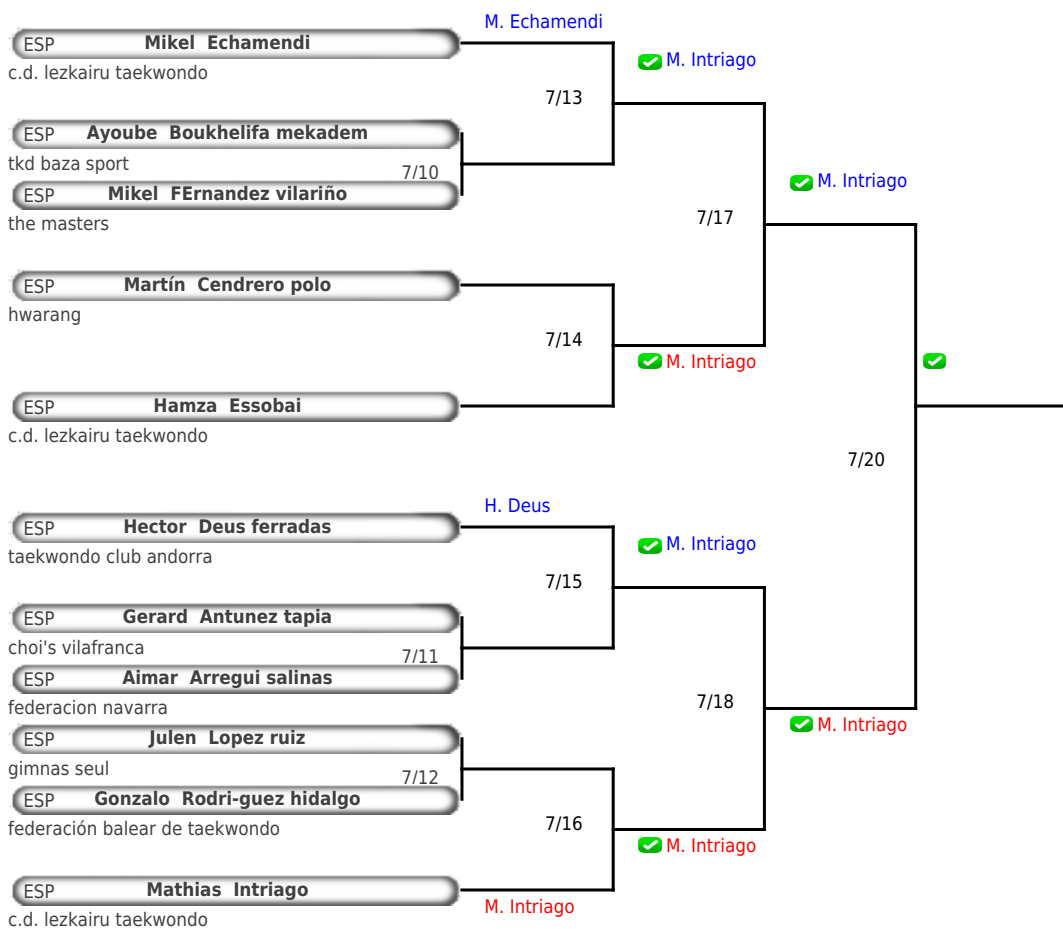 M. Echamendi
ESP Mikel Echamendi
c.d. lezkairu taekwondo
M. Intriago
7/13
ESP Ayoube Boukhelifa mekadem
tkd baza sport
7/10
ESP Mikel FErnandez vilariño
the masters
M. Intriago
7/17
ESP Martín Cendrero polo
hwarang
7/14
M. Intriago
ESP Hamza Essobai
c.d. lezkairu taekwondo
7/20
H. Deus
ESP Hector Deus ferradas
taekwondo club andorra
M. Intriago
7/15
ESP Gerard Antunez tapia
choi's vilafranca
7/11
ESP Aimar Arregui salinas
federacion navarra
7/18
M. Intriago
ESP Julen Lopez ruiz
gimnas seul
7/12
ESP Gonzalo Rodri-guez hidalgo
federación balear de taekwondo
7/16
M. Intriago
ESP Mathias Intriago
c.d. lezkairu taekwondo
M. Intriago